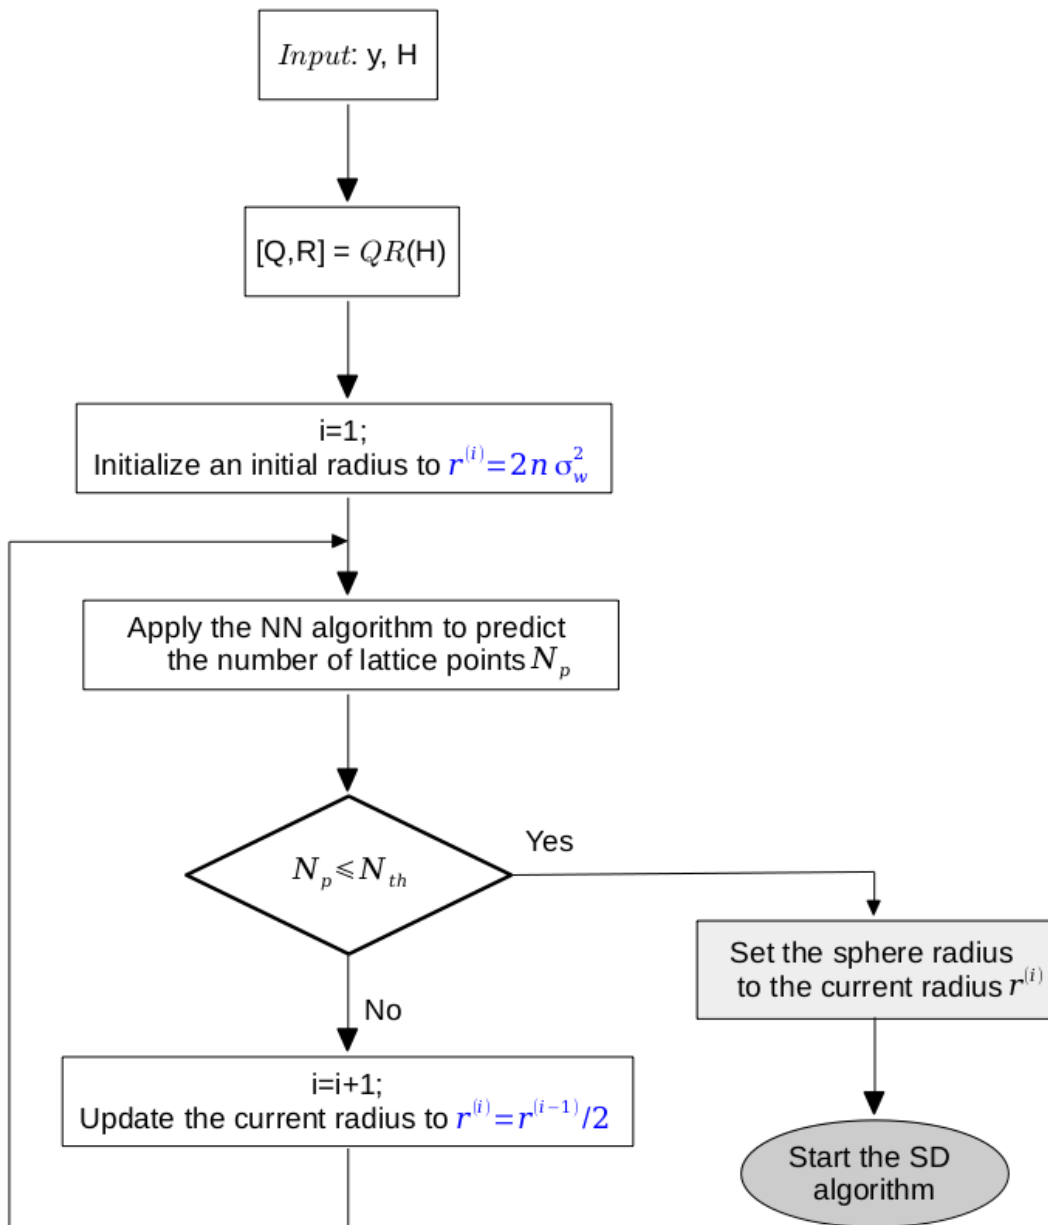 Input: y, H
[Q,R] = QR(H)
i=1;
Initialize an initial radius to r⁽ⁱ⁾=2n σ_w²
Apply the NN algorithm to predict
the number of lattice points N_p
N_p⩽N_th
Yes
No
Set the sphere radius
to the current radius r⁽ⁱ⁾
i=i+1;
Update the current radius to r⁽ⁱ⁾=r⁽ⁱ⁻¹⁾/2
Start the SD
algorithm